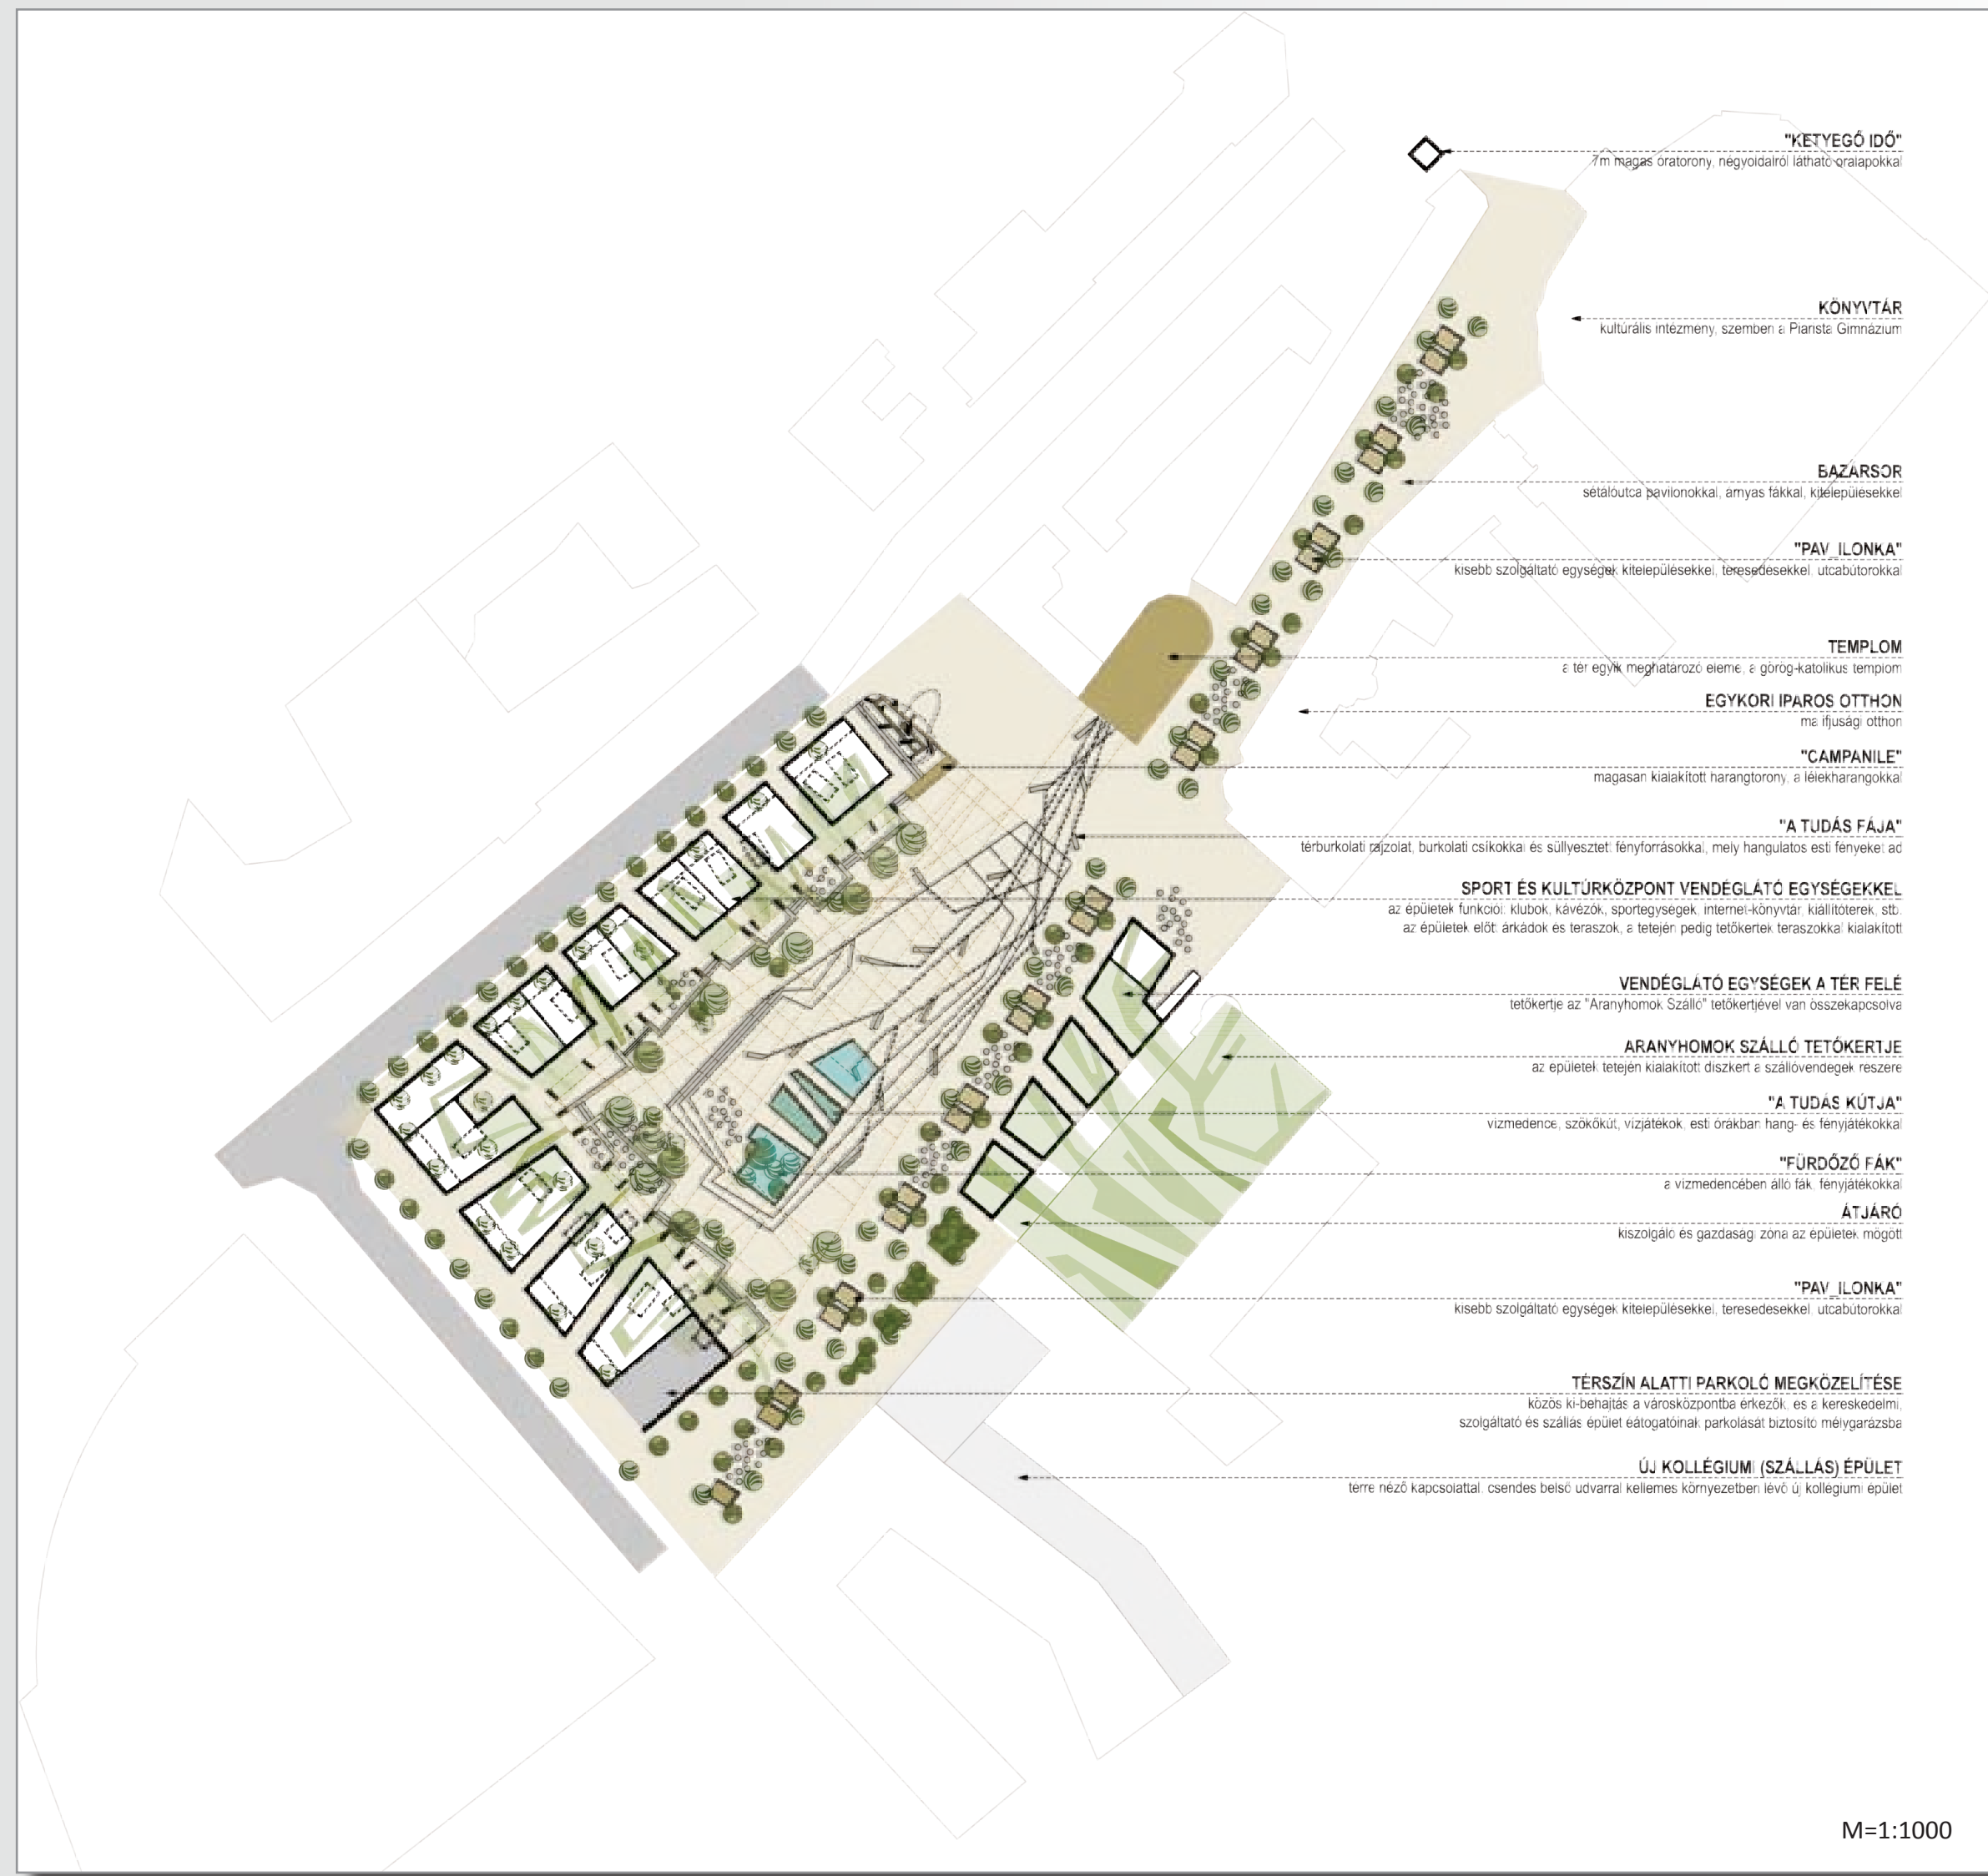 "KETYEGŐ IDŐ"
7m magas óratorony, négyoldalról látható óralapokkal
KÖNYVTÁR
kultúrális intézmény, szemben a Piarista Gimnázium
BAZÁRSOR
sétálóutca pavilonokkal, árnyas fákkal, kitelepülésekkel
"PAV_ILONKA"
kisebb szolgáltató egységek kitelepülésekkel, teresedésekkel, utcabútorokkal
TEMPLOM
a tér egyik meghatározó eleme, a görög-katolikus templom
EGYKORI IPAROS OTTHON
ma ifjusági otthon
"CAMPANILE"
magasan kialakított harangtorony, a lélekharangokkal
"A TUDÁS FÁJA"
térburkolati rajzolat, burkolati csíkokkal és süllyesztett fényforrásokkal, mely hangulatos esti fényeket ad
SPORT ÉS KULTÚRKÖZPONT VENDÉGLÁTÓ EGYSÉGEKKEL
az épületek funkciói: klubok, kávézók, sportegységek, internet-könyvtár, kiállítóterek, stb.
az épületek előtt árkádok és teraszok, a tetején pedig tetőkertek teraszokkal kialakított
VENDÉGLÁTÓ EGYSÉGEK A TÉR FELÉ
tetőkertje az "Aranyhomok Szálló" tetőkertjével van összekapcsolva
ARANYHOMOK SZÁLLÓ TETŐKERTJE
az épületek tetején kialakított díszkert a szállóvendégek részére
"A TUDÁS KÚTJA"
vízmedence, szökőkút, vízjátékok, esti órákban hang- és fényjátékokkal
"FÜRDŐZŐ FÁK"
a vízmedencében álló fák, fényjátékokkal
ÁTJÁRÓ
kiszolgáló és gazdasági zóna az épületek mögött
"PAV_ILONKA"
kisebb szolgáltató egységek kitelepülésekkel, teresedésekkel, utcabútorokkal
TÉRSZÍN ALATTI PARKOLÓ MEGKÖZELÍTÉSE
közös ki-behajtás a városközpontba érkezők, és a kereskedelmi,
szolgáltató és szállás épület látogatóinak parkolását biztosító mélygarázsba
ÚJ KOLLÉGIUMI (SZÁLLÁS) ÉPÜLET
térre néző kapcsolattal, csendes belső udvarral kellemes környezetben lévő új kollégiumi épület
M=1:1000